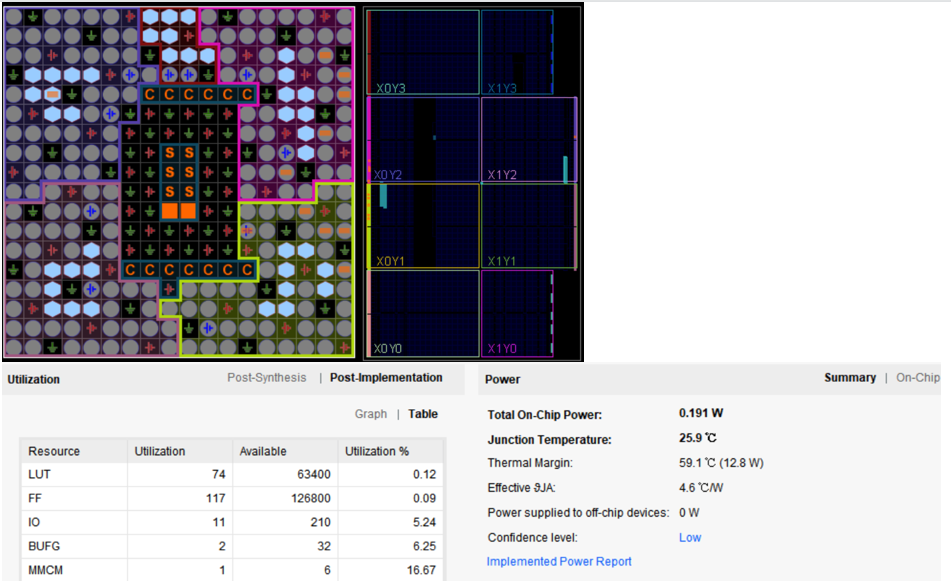 C C C C C C
S S
S S
S S
C C C C C C C
X0Y3 X1Y3
X0Y2 X1Y2
X0Y1 X1Y1
X0Y0 X1Y0
Utilization Post-Synthesis | Post-Implementation
Graph | Table
Resource Utilization Available Utilization %
LUT 74 63400 0.12
FF 117 126800 0.09
IO 11 210 5.24
BUFG 2 32 6.25
MMCM 1 6 16.67
Power Summary | On-Chip
Total On-Chip Power: 0.191 W
Junction Temperature: 25.9 °C
Thermal Margin: 59.1 °C (12.8 W)
Effective ϑJA: 4.6 °C/W
Power supplied to off-chip devices: 0 W
Confidence level: Low
Implemented Power Report